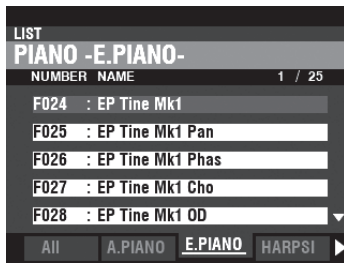 LIST
PIANO -E.PIANO-
NUMBER NAME 1 / 25
F024 : EP Tine Mk1
F025 : EP Tine Mk1 Pan
F026 : EP Tine Mk1 Phas
F027 : EP Tine Mk1 Cho
F028 : EP Tine Mk1 OD
All A.PIANO E.PIANO HARPSI